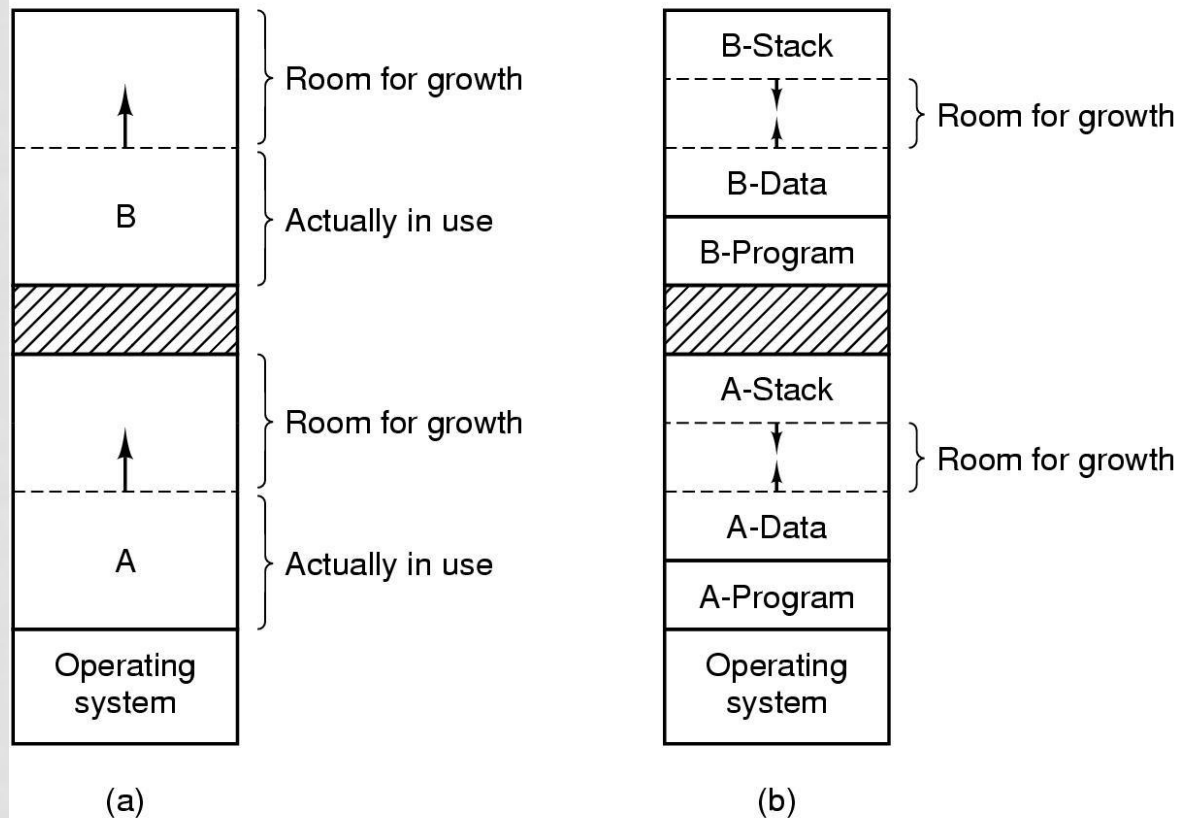 Room for growth
B
Actually in use
Room for growth
A
Actually in use
Operating
system
(a)
B-Stack
Room for growth
B-Data
B-Program
A-Stack
Room for growth
A-Data
A-Program
Operating
system
(b)